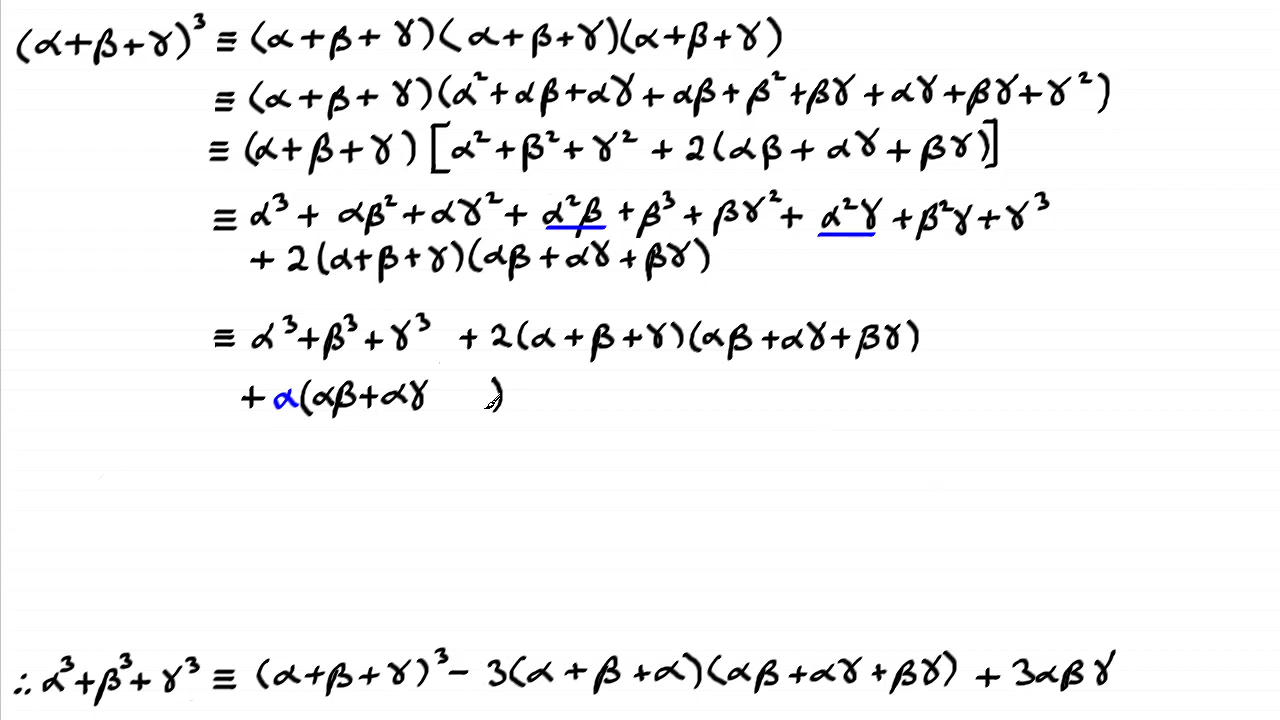 (α+β+γ)³ ≡ (α+β+γ)(α+β+γ)(α+β+γ)
≡ (α+β+γ)(α²+αβ+αγ+αβ+β²+βγ+αγ+βγ+γ²)
≡ (α+β+γ)[α²+β²+γ²+2(αβ+αγ+βγ)]
≡ α³+αβ²+αγ²+α²β+β³+βγ²+α²γ+β²γ+γ³
+2(α+β+γ)(αβ+αγ+βγ)
≡ α³+β³+γ³ +2(α+β+γ)(αβ+αγ+βγ)
+α(αβ+αγ )
∴ α³+β³+γ³ ≡ (α+β+γ)³-3(α+β+α)(αβ+αγ+βγ)+3αβγ